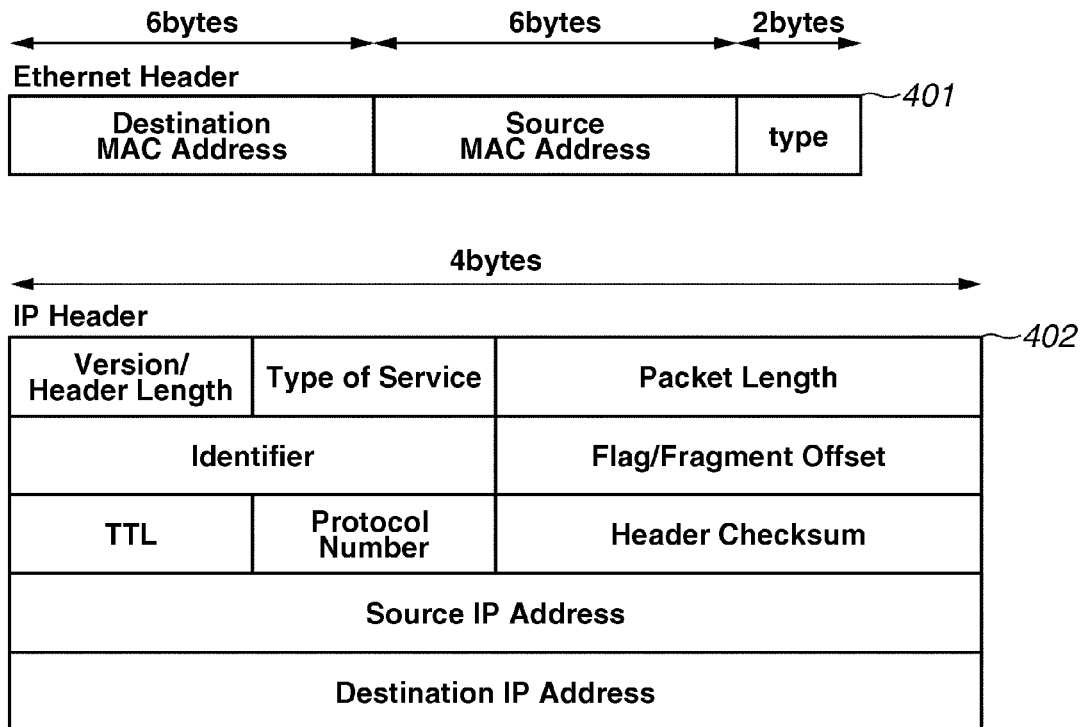 6bytes 6bytes 2bytes
Ethernet Header
401
Destination
MAC Address
Source
MAC Address
type
4bytes
IP Header
402
Version/
Header Length
Type of Service
Packet Length
Identifier
Flag/Fragment Offset
TTL
Protocol
Number
Header Checksum
Source IP Address
Destination IP Address